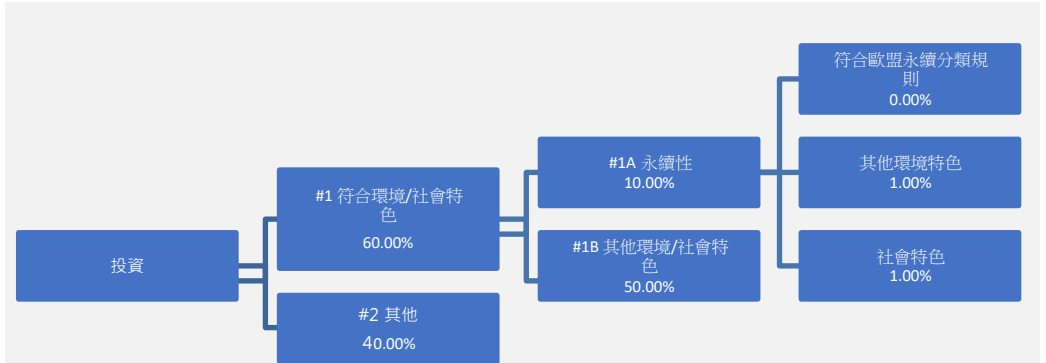 投資
#1 符合環境/社會特
色
60.00%
#2 其他
40.00%
#1A 永續性
10.00%
#1B 其他環境/社會特
色
50.00%
符合歐盟永續分類規
則
0.00%
其他環境特色
1.00%
社會特色
1.00%